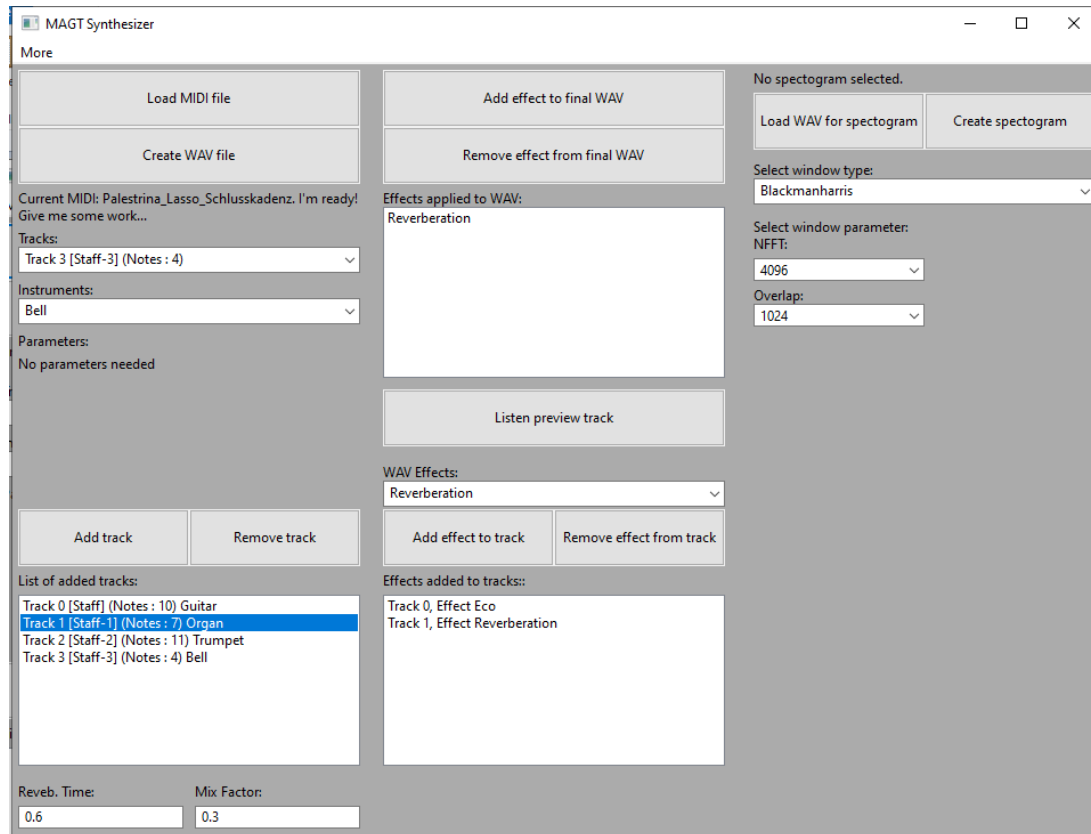 MAGT Synthesizer
More
Load MIDI file
Create WAV file
Current MIDI: Palestrina_Lasso_Schlusskadenz. I'm ready!
Give me some work...
Tracks:
Track 3 [Staff-3] (Notes : 4)
Instruments:
Bell
Parameters:
No parameters needed
Add track
Remove track
List of added tracks:
Track 0 [Staff] (Notes : 10) Guitar
Track 1 [Staff-1] (Notes : 7) Organ
Track 2 [Staff-2] (Notes : 11) Trumpet
Track 3 [Staff-3] (Notes : 4) Bell
Reveb. Time:
Mix Factor:
0.6
0.3
Add effect to final WAV
Remove effect from final WAV
Effects applied to WAV:
Reverberation
Listen preview track
WAV Effects:
Reverberation
Add effect to track
Remove effect from track
Effects added to tracks::
Track 0, Effect Eco
Track 1, Effect Reverberation
No spectogram selected.
Load WAV for spectogram
Create spectogram
Select window type:
Blackmanharris
Select window parameter:
NFFT:
4096
Overlap:
1024